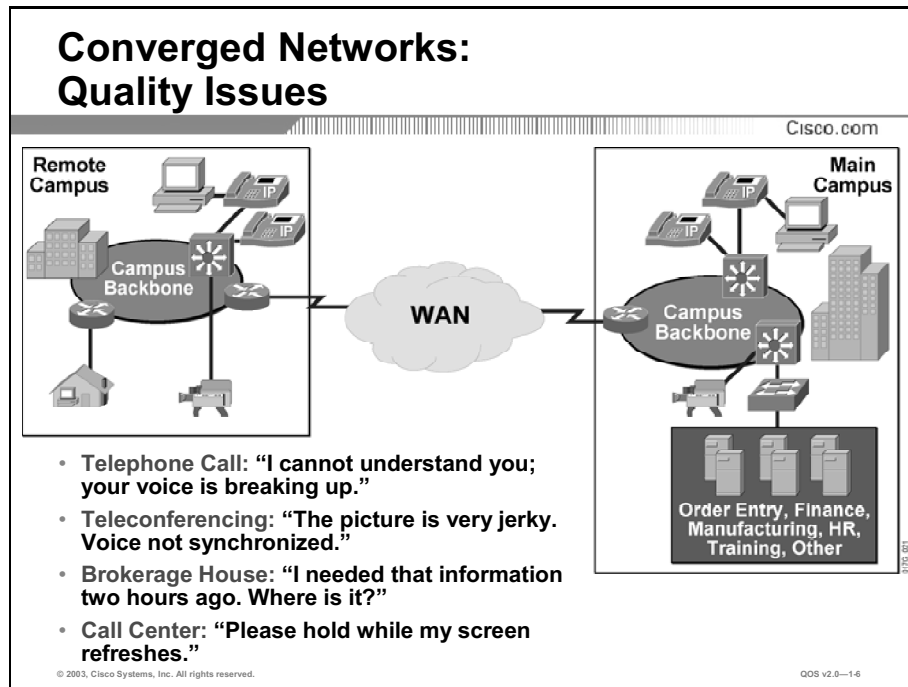 Converged Networks:
Quality Issues
Cisco.com
Remote
Campus
IP
IP
Campus
Backbone
WAN
Main
Campus
IP
IP
Campus
Backbone
Order Entry, Finance,
Manufacturing, HR,
Training, Other
• Telephone Call: “I cannot understand you;
your voice is breaking up.”
• Teleconferencing: “The picture is very jerky.
Voice not synchronized.”
• Brokerage House: “I needed that information
two hours ago. Where is it?”
• Call Center: “Please hold while my screen
refreshes.”
© 2003, Cisco Systems, Inc. All rights reserved.
QOS v2.0—1-6